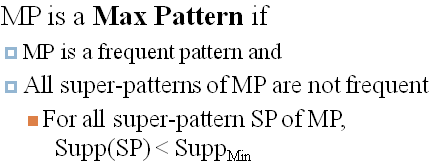 MP is a Max Pattern if
MP is a frequent pattern and
All super-patterns of MP are not frequent
For all super-pattern SP of MP,
Supp(SP) < SuppMin